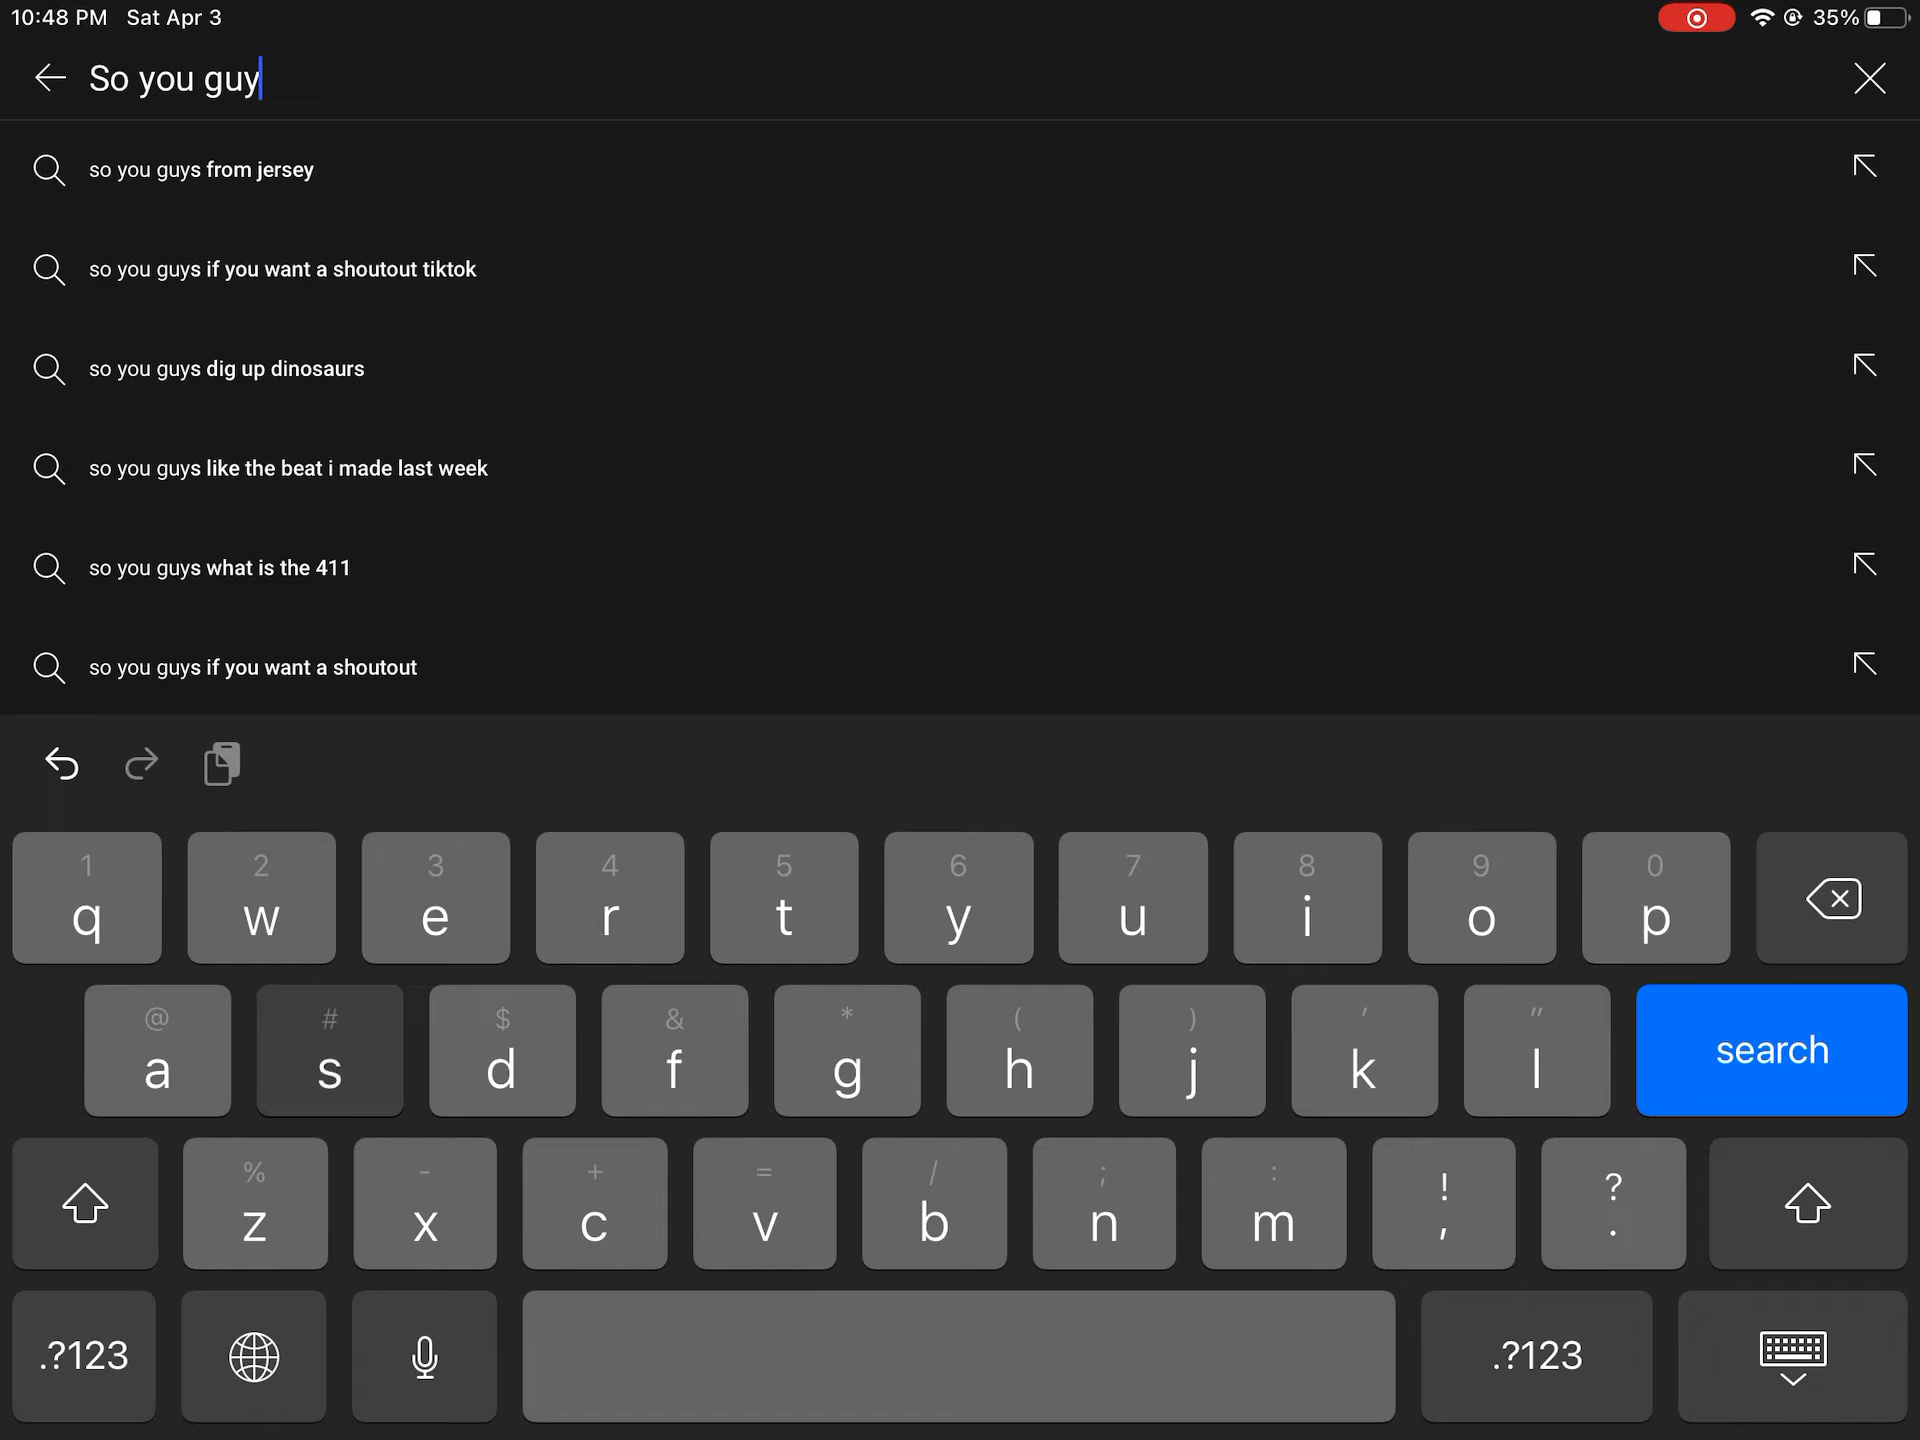 10:48 PM Sat Apr 3 35%
So you guy
so you guys from jersey
so you guys if you want a shoutout tiktok
so you guys dig up dinosaurs
so you guys like the beat i made last week
so you guys what is the 411
so you guys if you want a shoutout
1 2 3 4 5 6 7 8 9 0
q w e r t y u i o p
@ # $ & * ( ) ' "
a s d f g h j k l search
% - + = / ; : ! ?
z x c v b n m , .
.?123 .?123